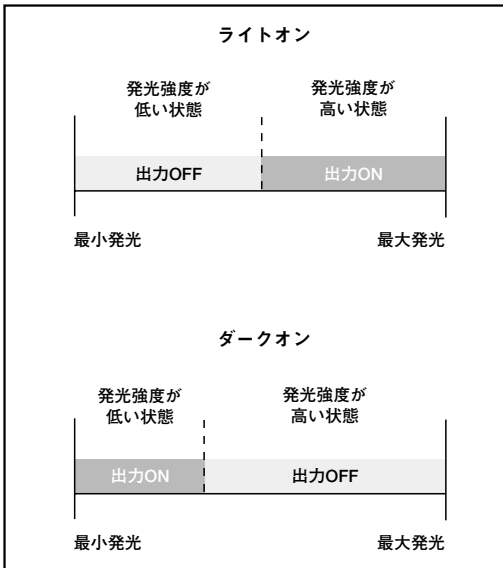 ライトオン
発光強度が
低い状態
発光強度が
高い状態
出力OFF
出力ON
最小発光
最大発光
ダークオン
発光強度が
低い状態
発光強度が
高い状態
出力ON
出力OFF
最小発光
最大発光